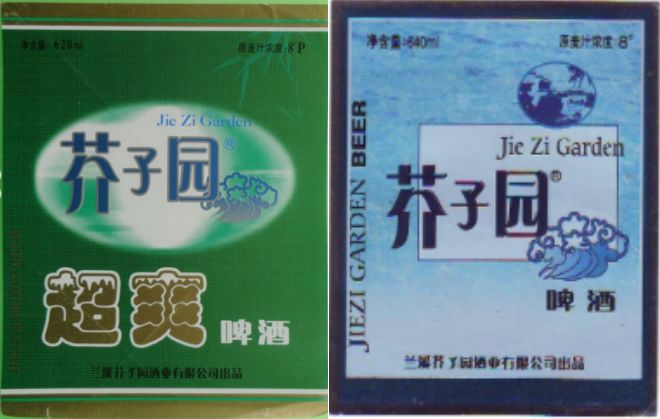 净含量:620ml
原麦汁浓度:8°P
Jie Zi Garden
芥子园®
超爽
啤酒
兰溪芥子园酒业有限公司出品
净含量:640ml
原麦汁浓度:8°
Jie Zi Garden
芥子园®
JIEZI GARDEN BEER
啤酒
兰溪芥子园酒业有限公司出品